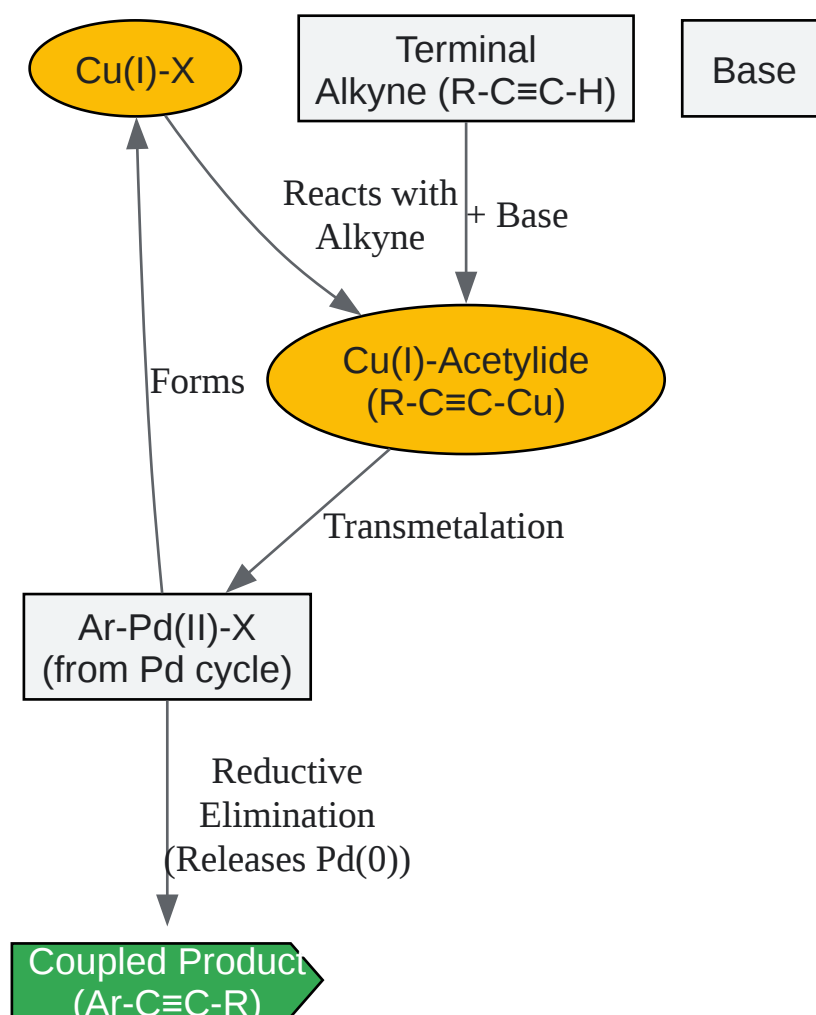 Cu(I)-X
Terminal
Alkyne (R-C≡C-H)
Base
Reacts with
Alkyne
+ Base
Forms
Cu(I)-Acetylide
(R-C≡C-Cu)
Transmetalation
Ar-Pd(II)-X
(from Pd cycle)
Reductive
Elimination
(Releases Pd(0))
Coupled Product
(Ar-C≡C-R)